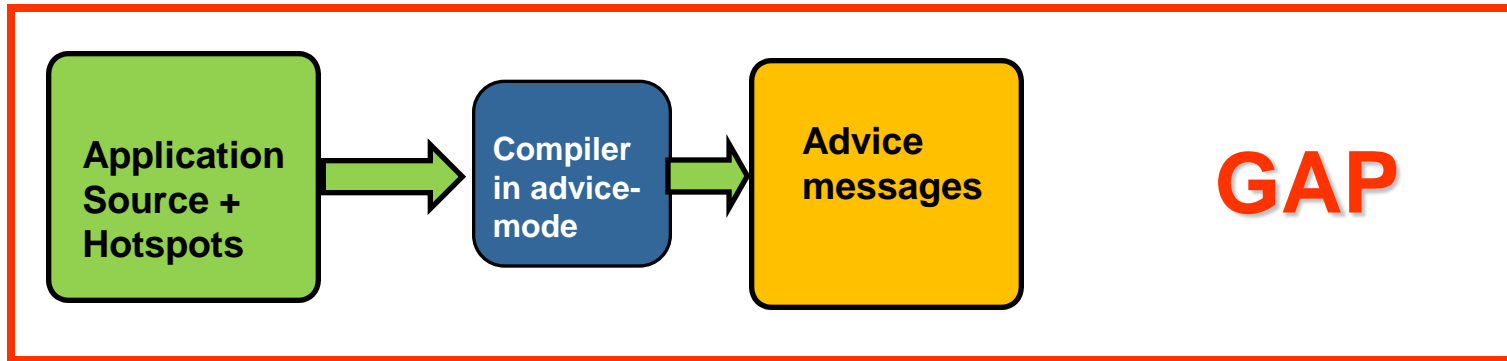 Application
Source +
Hotspots
Compiler
in advice-
mode
Advice
messages
GAP